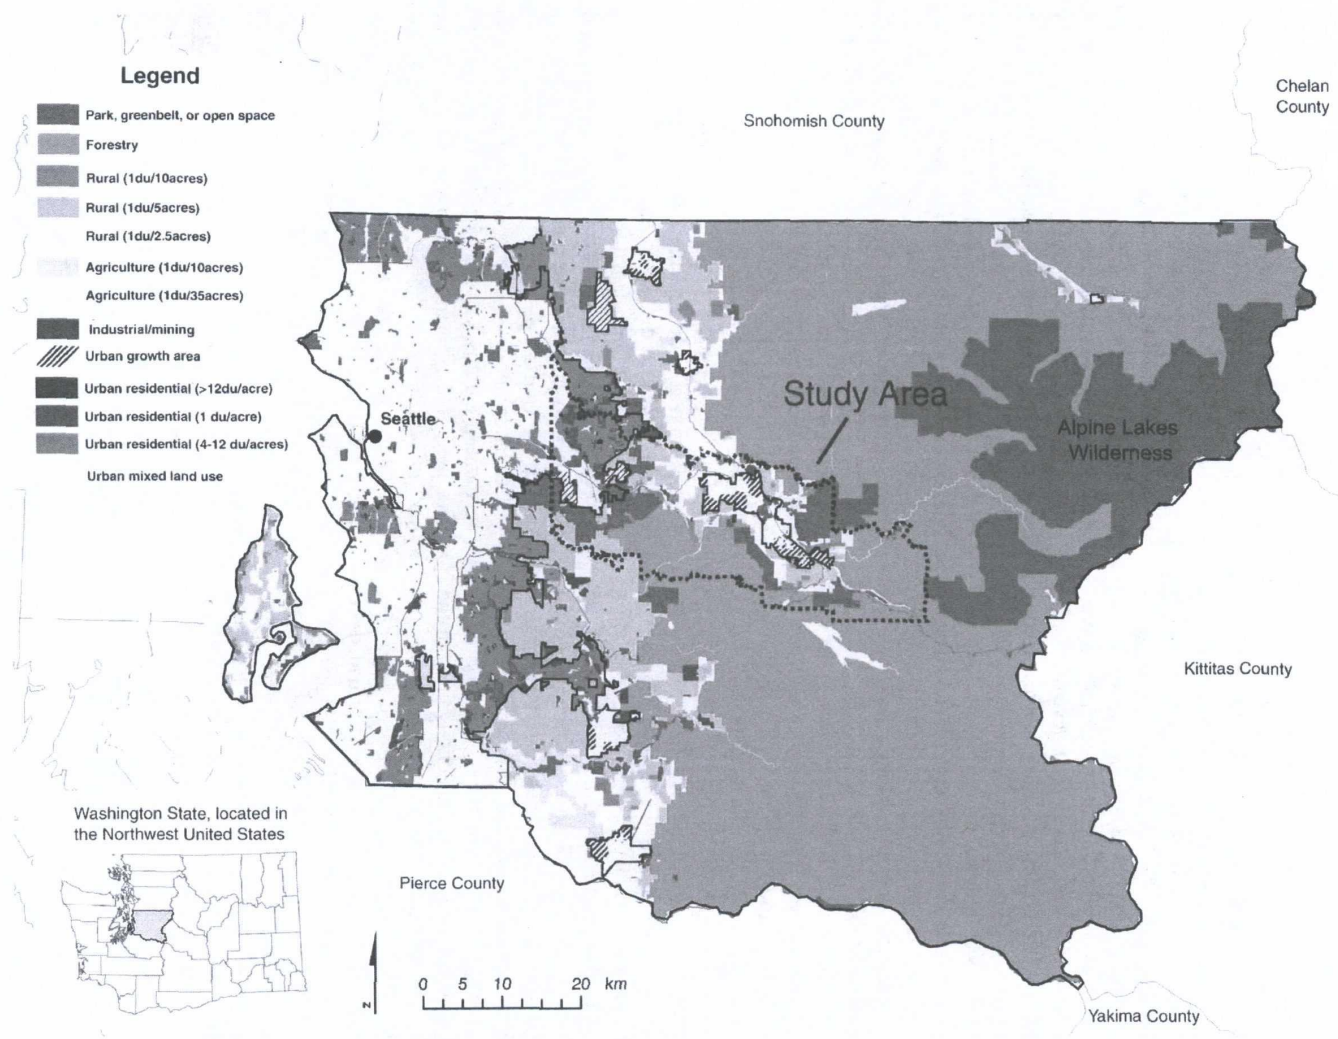 Legend
Park, greenbelt, or open space
Forestry
Rural (1du/10acres)
Rural (1du/5acres)
Rural (1du/2.5acres)
Agriculture (1du/10acres)
Agriculture (1du/35acres)
Industrial/mining
Urban growth area
Urban residential (>12du/acre)
Urban residential (1 du/acre)
Urban residential (4-12 du/acres)
Urban mixed land use
Chelan
County
Snohomish County
Study Area
Seattle
Alpine Lakes
Wilderness
Kittitas County
Washington State, located in
the Northwest United States
Pierce County
N
0 5 10 20 km
Yakima County